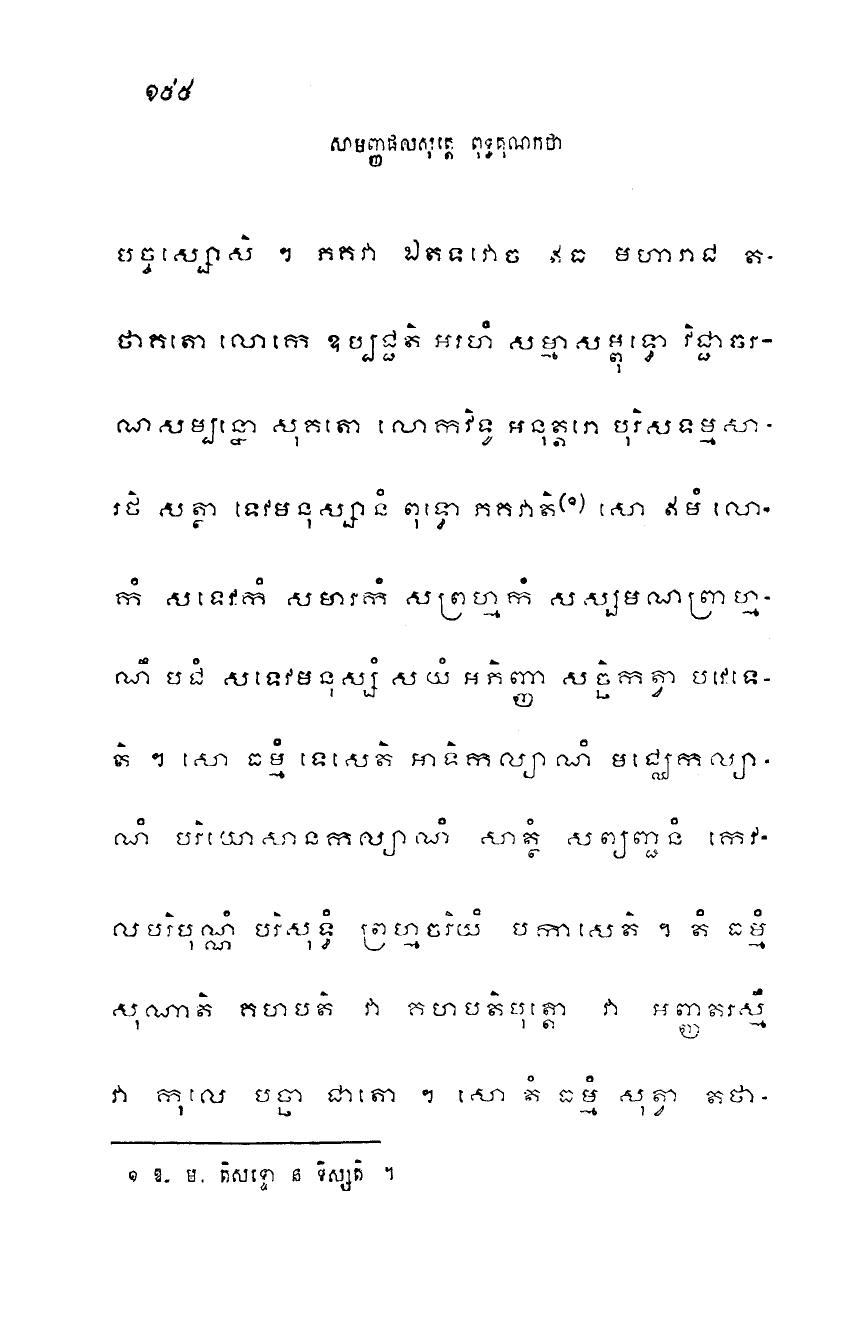 ១៥៥
សាមញ្ញផលសុត្តេ ពុទ្ធគុណកថា
បច្ចស្សោសិ ។ ភគវា ឯតទវោច ឥធ មហារាជ ត-
ថាគតោ លោកេ ឧប្បជ្ជតិ អរហំ សម្មាសម្ពុទ្ធោ វិជ្ជាចរ-
ណសម្បន្នោ សុគតោ លោកវិទូ អនុត្តរោ បុរិសទម្មសា-
រថិ សត្ថា ទេវមនុស្សានំ ពុទ្ធោ ភគវាតិ(១) សោ ឥមំ លោ-
កំ សទេវកំ សមារកំ សព្រហ្មកំ សស្សមណព្រាហ្ម-
ណឹ បជំ សទេវមនុស្សំ សយំ អភិញ្ញា សច្ឆិកត្វា បវេទេ-
តិ ។ សោ ធម្មំ ទេសេតិ អាទិកល្យាណំ មជ្ឈេកល្យា-
ណំ បរិយោសានកល្យាណំ សាត្ថំ សព្យញ្ជនំ កេវ-
លបរិបុណ្ណំ បរិសុទ្ធំ ព្រហ្មចរិយំ បកាសេតិ ។ តំ ធម្មំ
សុណាតិ គហបតិ វា គហបតិបុត្តោ វា អញ្ញតរស្មឹ
វា កុលេ បច្ឆា ជាតោ ។ សោ តំ ធម្មំ សុត្វា តថា-
១ ឱ. ម. តិសទ្ទោ ន ទិស្សតិ ។